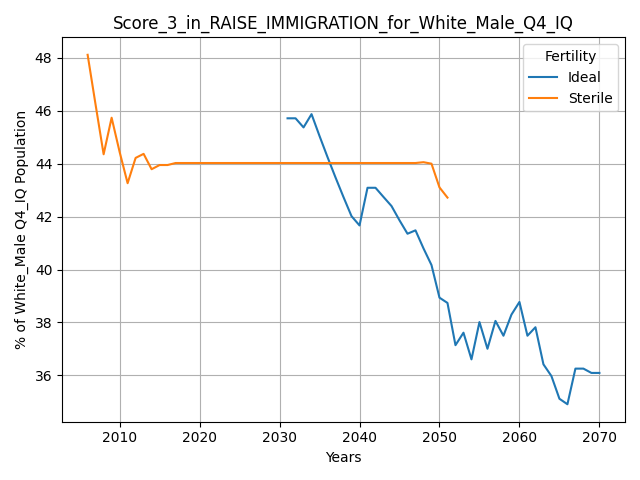 Score_3_in_RAISE_IMMIGRATION_for_White_Male_Q4_IQ
% of White_Male Q4_IQ Population
48
46
44
42
40
38
36
Fertility
Ideal
Sterile
2010 2020 2030 2040 2050 2060 2070
Years